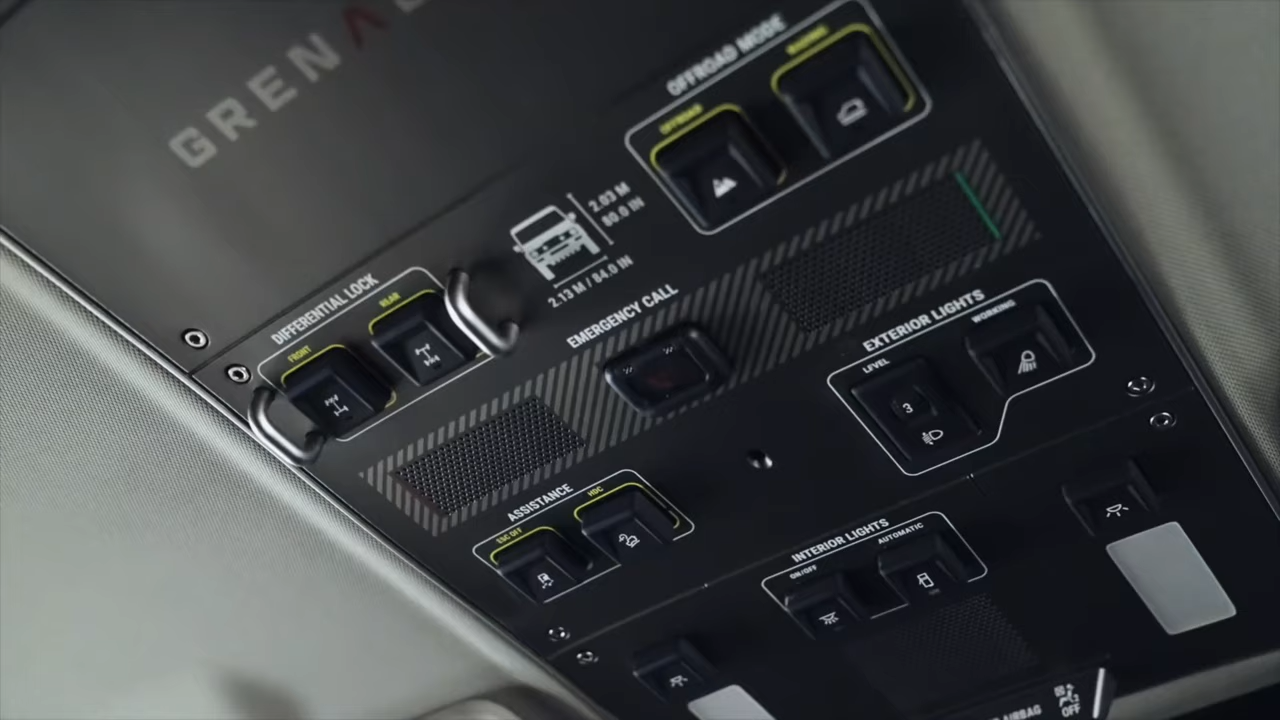 GREN
OFFROAD MODE
OFFROAD
WADING
2.03 M
80.0 IN
2.13 M / 84.0 IN
DIFFERENTIAL LOCK
FRONT
REAR
EMERGENCY CALL
EXTERIOR LIGHTS
LEVEL
WORKING
3
ASSISTANCE
ESC OFF
HDC
INTERIOR LIGHTS
ON/OFF
AUTOMATIC
AIRBAG
OFF